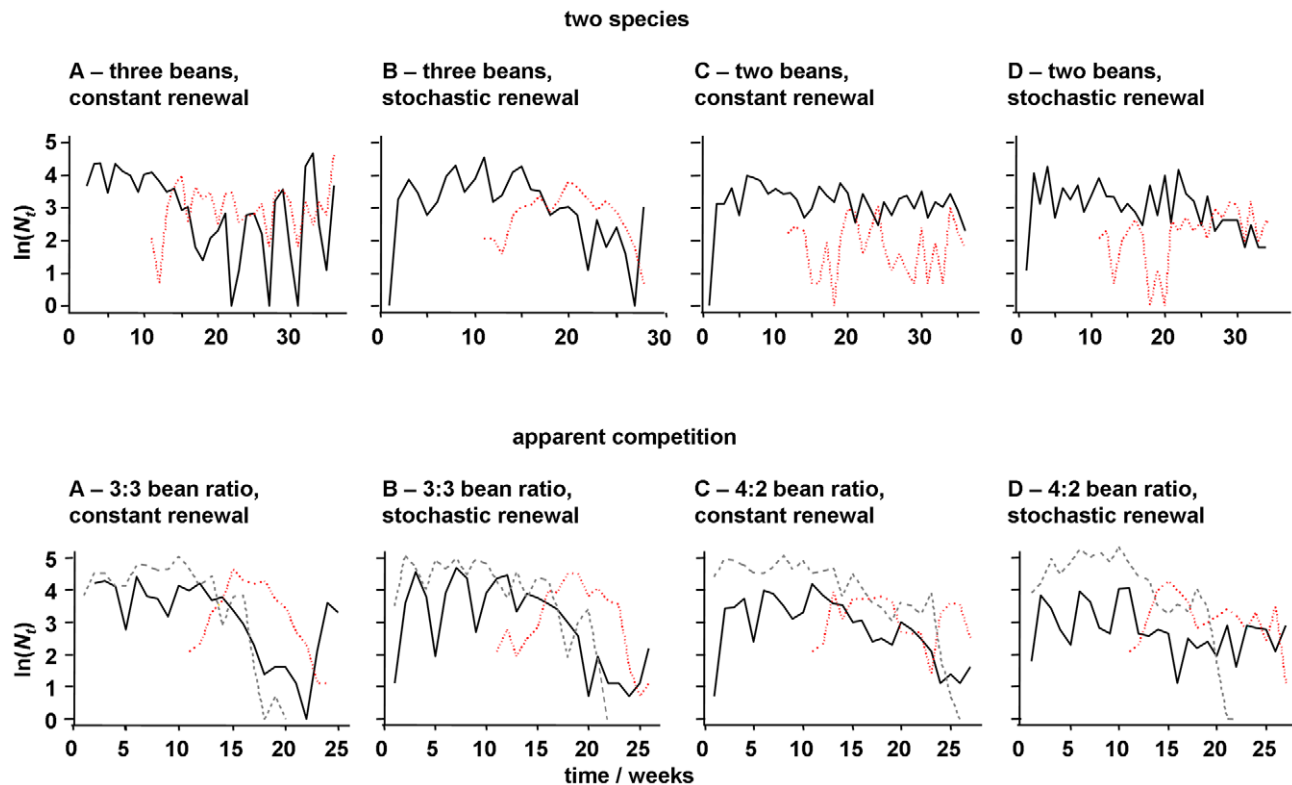 two species
A – three beans,
constant renewal
B – three beans,
stochastic renewal
C – two beans,
constant renewal
D – two beans,
stochastic renewal
5
4
3
2
1
0
ln(Nt)
0 10 20 30
0 10 20 30
0 10 20 30
0 10 20 30
apparent competition
A – 3:3 bean ratio,
constant renewal
B – 3:3 bean ratio,
stochastic renewal
C – 4:2 bean ratio,
constant renewal
D – 4:2 bean ratio,
stochastic renewal
5
4
3
2
1
0
ln(Nt)
0 5 10 15 20 25
0 5 10 15 20 25
0 5 10 15 20 25
0 5 10 15 20 25
time / weeks